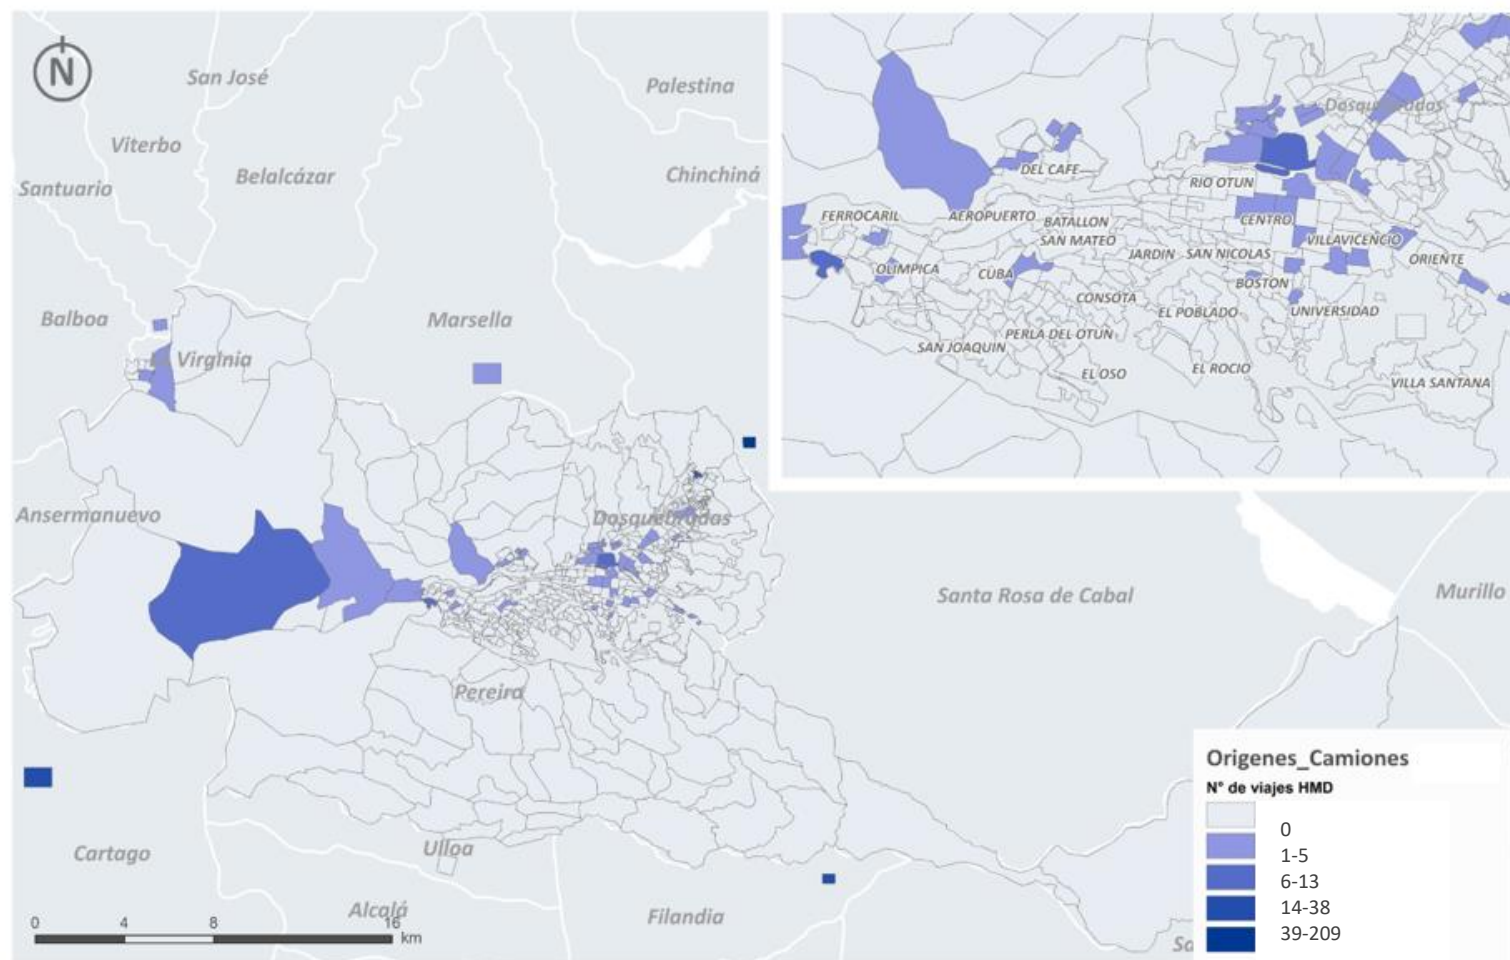 N
San José
Palestina
Viterbo
Santuario
Belalcázar
Chinchiná
Balboa
Marsella
Virginia
Ansermanuevo
Dosquebradas
Pereira
Santa Rosa de Cabal
Murillo
Cartago
Ulloa
Alcalá
Filandia
0 4 8 16
km
Dosquebradas
DEL CAFE
RIO OTUN
FERROCARIL
AEROPUERTO
BATALLON
CENTRO
SAN MATEO
VILLAVICENCIO
JARDIN
SAN NICOLAS
ORIENTE
OLIMPICA
CUBA
BOSTON
CONSOTA
EL POBLADO
UNIVERSIDAD
PERLA DEL OTUN
SAN JOAQUIN
EL OSO
EL ROCIO
VILLA SANTANA
Origenes_Camiones
N° de viajes HMD
0
1-5
6-13
14-38
39-209